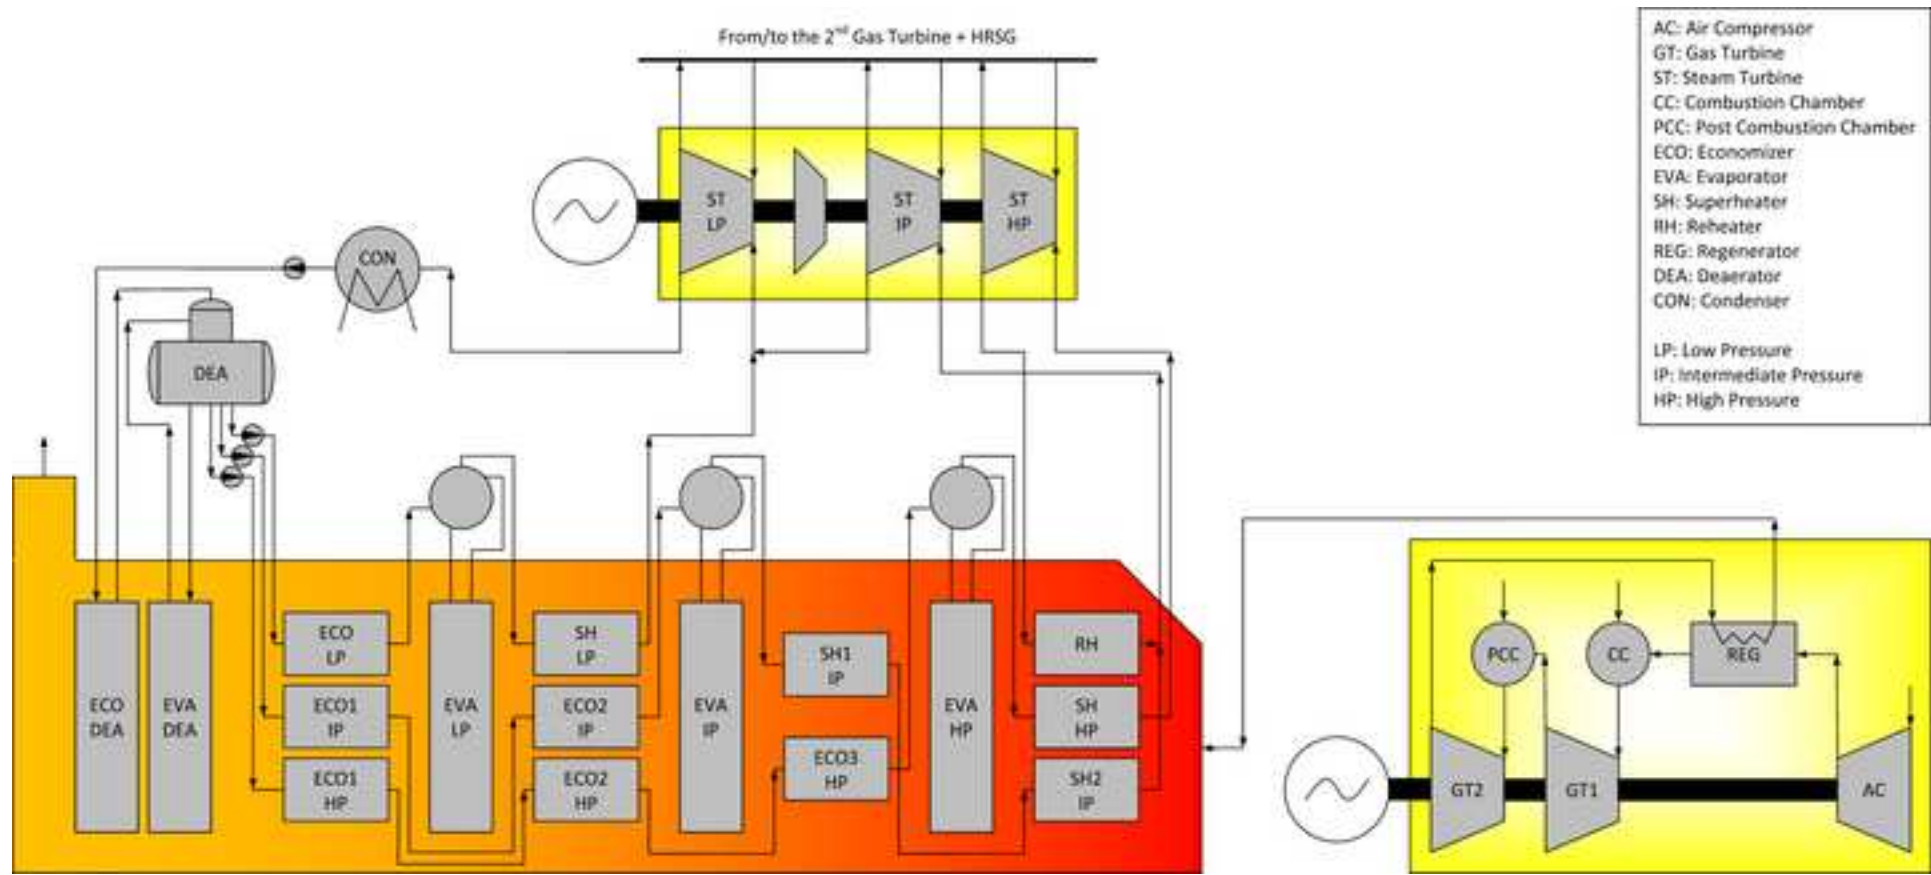 From/to the 2nd Gas Turbine + HRSG
AC: Air Compressor
GT: Gas Turbine
ST: Steam Turbine
CC: Combustion Chamber
PCC: Post Combustion Chamber
ECO: Economizer
EVA: Evaporator
SH: Superheater
RH: Reheater
REG: Regenerator
DEA: Deaerator
CON: Condenser
LP: Low Pressure
IP: Intermediate Pressure
HP: High Pressure
ST
LP
ST
IP
ST
HP
CON
DEA
ECO
DEA
EVA
DEA
ECO
LP
ECO1
IP
ECO1
HP
EVA
LP
SH
LP
ECO2
IP
ECO2
HP
EVA
IP
SH1
IP
ECO3
HP
EVA
HP
RH
SH
HP
SH2
IP
PCC
CC
REG
GT2
GT1
AC